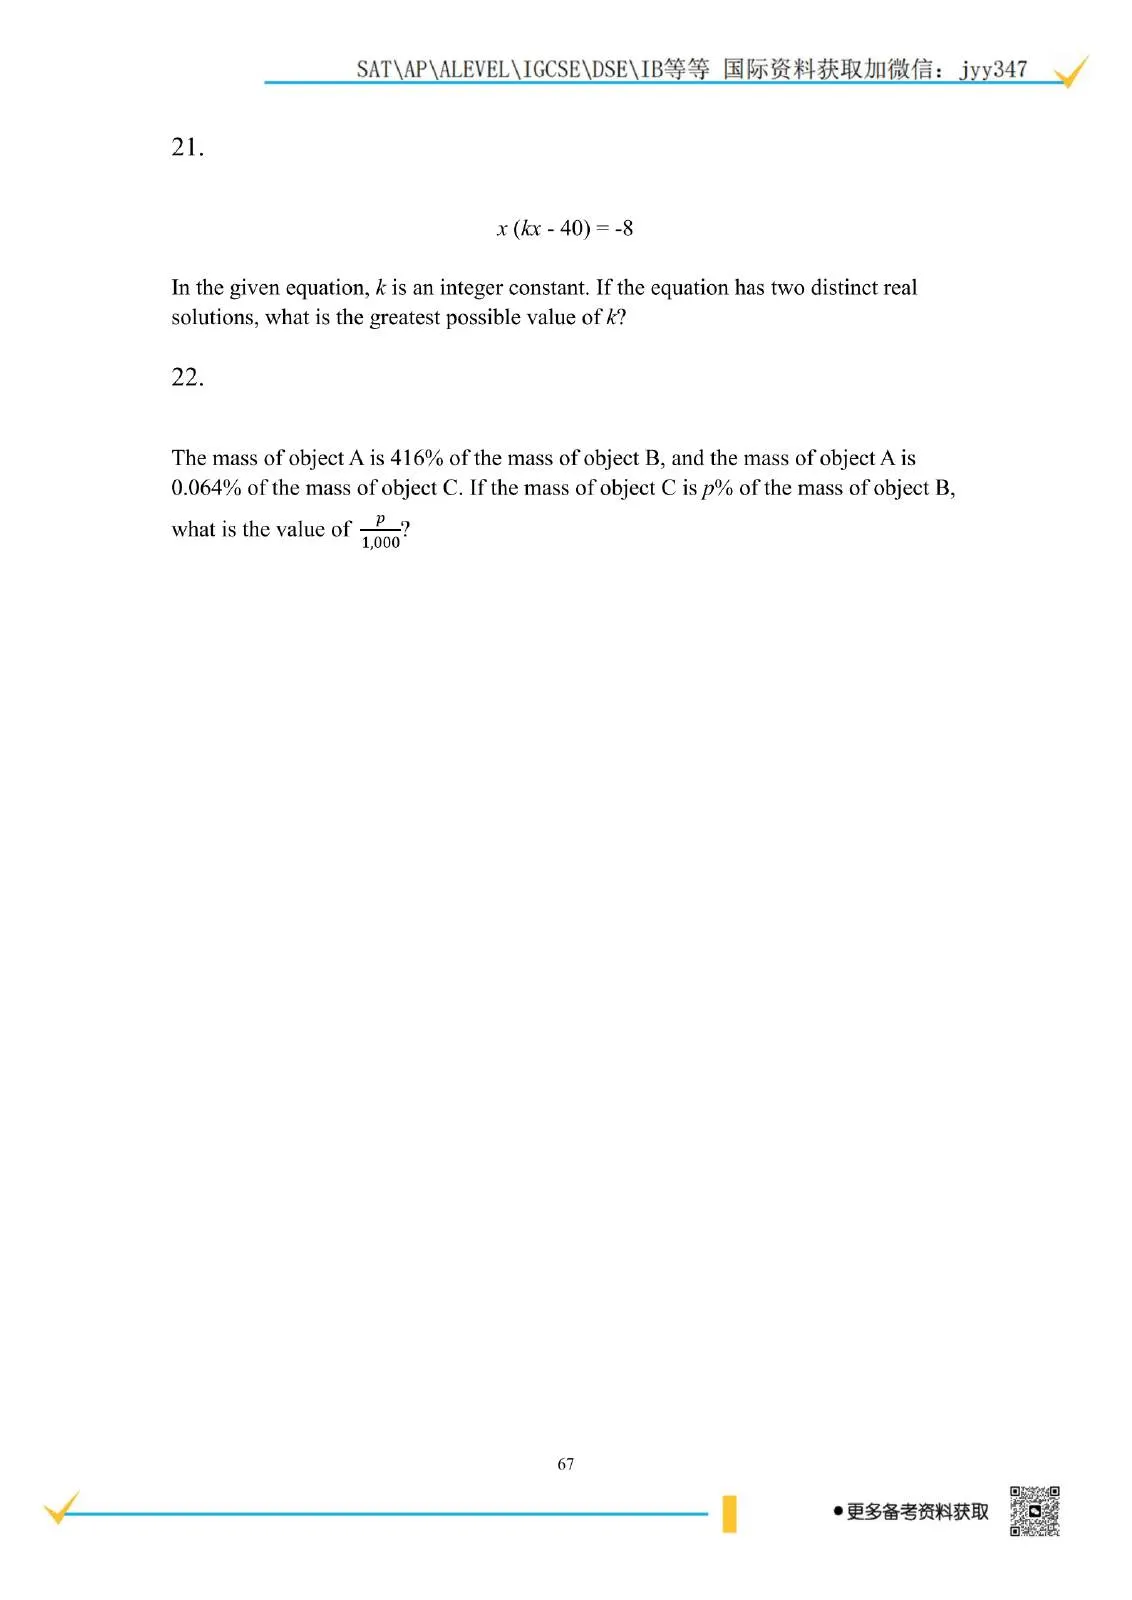 SAT\AP\ALEVEL\IGCSE\DSE\IB等等 国际资料获取加微信：jyy347
21.
x (kx - 40) = -8
In the given equation, k is an integer constant. If the equation has two distinct real
solutions, what is the greatest possible value of k?
22.
The mass of object A is 416% of the mass of object B, and the mass of object A is
0.064% of the mass of object C. If the mass of object C is p% of the mass of object B,
what is the value of p/1,000?
67
●更多备考资料获取